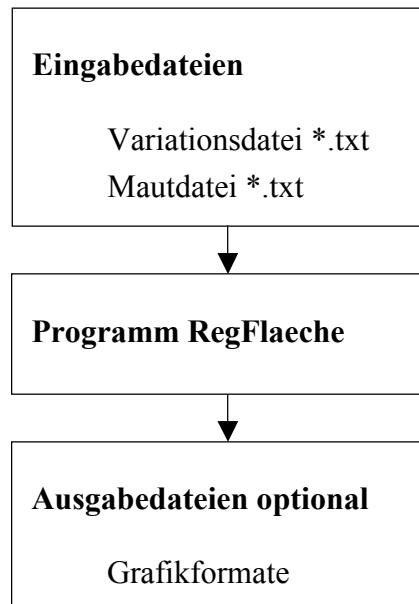 Eingabedateien
Variationsdatei *.txt
Mautdatei *.txt
Programm RegFlaeche
Ausgabedateien optional
Grafikformate